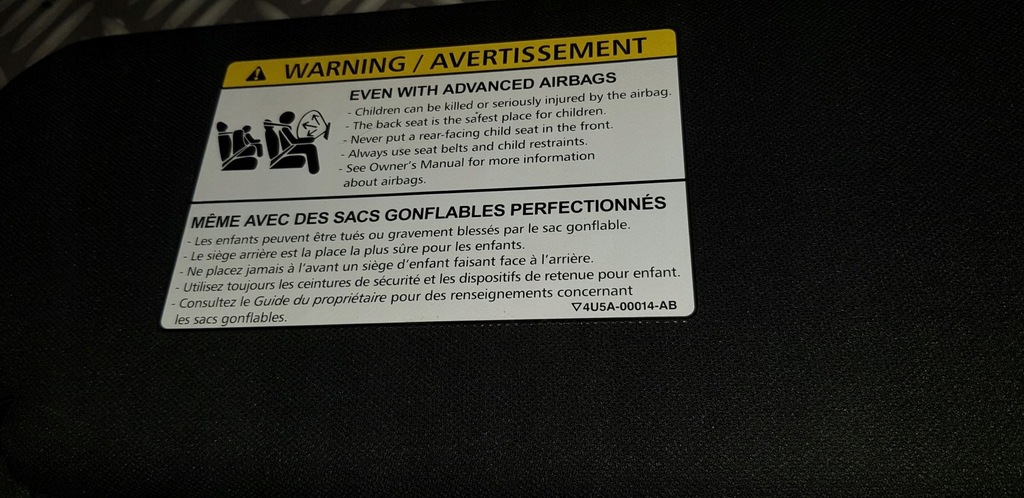 WARNING / AVERTISSEMENT
EVEN WITH ADVANCED AIRBAGS
- Children can be killed or seriously injured by the airbag.
- The back seat is the safest place for children.
- Never put a rear-facing child seat in the front.
- Always use seat belts and child restraints.
- See Owner's Manual for more information
about airbags.
MÊME AVEC DES SACS GONFLABLES PERFECTIONNÉS
- Les enfants peuvent être tués ou gravement blessés par le sac gonflable.
- Le siège arrière est la place la plus sûre pour les enfants.
- Ne placez jamais à l'avant un siège d'enfant faisant face à l'arrière.
- Utilisez toujours les ceintures de sécurité et les dispositifs de retenue pour enfant.
- Consultez le Guide du propriétaire pour des renseignements concernant
les sacs gonflables.
▽4U5A-00014-AB